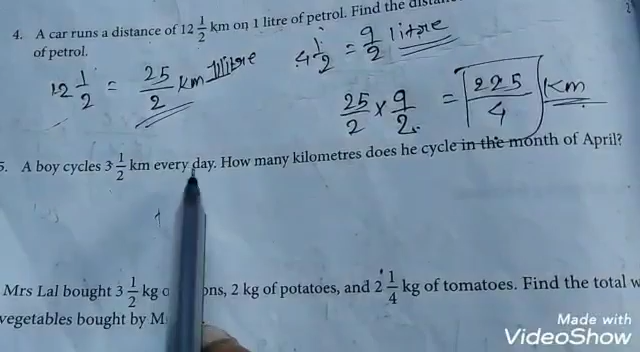 4. A car runs a distance of 12 1/2 km on 1 litre of petrol. Find the
of petrol.
12 1/2 = 25/2 km 1 litre
4 1/2 = 9/2 litre
25/2 x 9/2 = 225/4 km
5. A boy cycles 3 1/2 km every day. How many kilometres does he cycle in the month of April?
Mrs Lal bought 3 1/2 kg o ons, 2 kg of potatoes, and 2 1/4 kg of tomatoes. Find the total w
vegetables bought by M
Made with
VideoShow